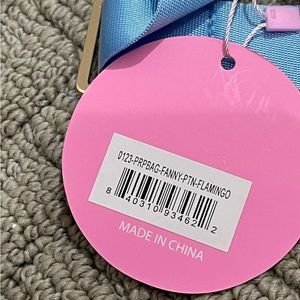 0123-PRPBAG-FANNY-PTN-FLAMINGO
8 40310 93462 2
MADE IN CHINA